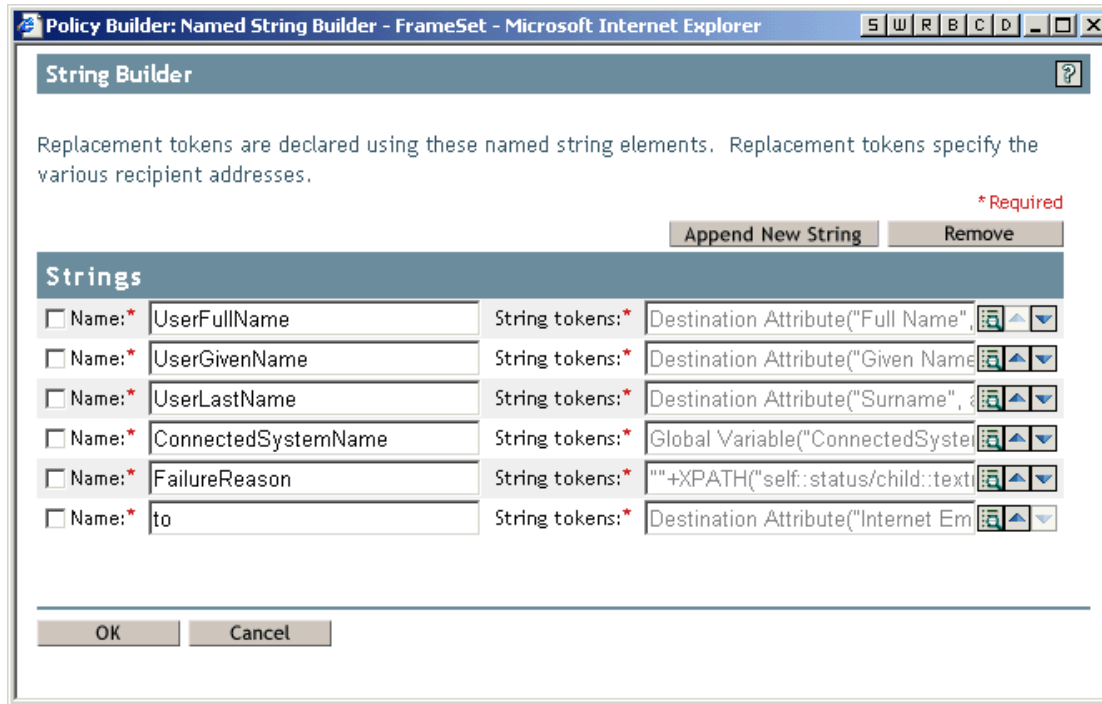 Policy Builder: Named String Builder - FrameSet - Microsoft Internet Explorer S W R B C D
String Builder ?
Replacement tokens are declared using these named string elements. Replacement tokens specify the
various recipient addresses.
* Required
Append New String Remove
Strings
Name:* UserFullName String tokens:* Destination Attribute("Full Name",
Name:* UserGivenName String tokens:* Destination Attribute("Given Name
Name:* UserLastName String tokens:* Destination Attribute("Surname", a
Name:* ConnectedSystemName String tokens:* Global Variable("ConnectedSystem
Name:* FailureReason String tokens:* ""+XPATH("self::status/child::text(
Name:* to String tokens:* Destination Attribute("Internet Em
OK Cancel